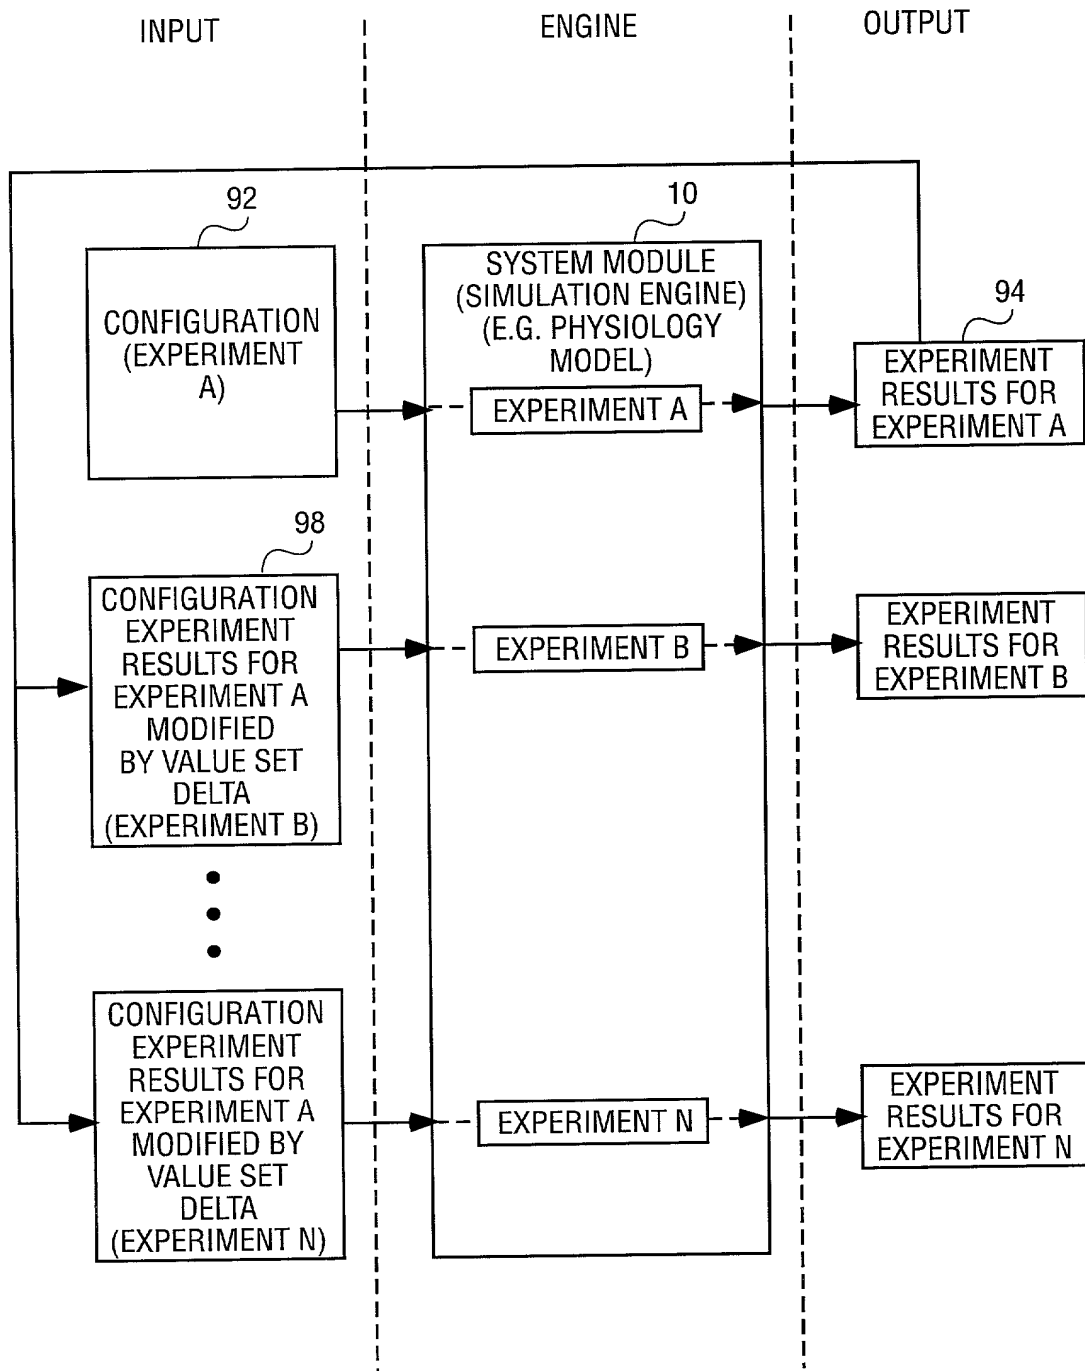 INPUT
ENGINE
OUTPUT
92
CONFIGURATION
(EXPERIMENT
A)
10
SYSTEM MODULE
(SIMULATION ENGINE)
(E.G. PHYSIOLOGY
MODEL)
EXPERIMENT A
94
EXPERIMENT
RESULTS FOR
EXPERIMENT A
98
CONFIGURATION
EXPERIMENT
RESULTS FOR
EXPERIMENT A
MODIFIED
BY VALUE SET
DELTA
(EXPERIMENT B)
EXPERIMENT B
EXPERIMENT
RESULTS FOR
EXPERIMENT B
CONFIGURATION
EXPERIMENT
RESULTS FOR
EXPERIMENT A
MODIFIED BY
VALUE SET
DELTA
(EXPERIMENT N)
EXPERIMENT N
EXPERIMENT
RESULTS FOR
EXPERIMENT N